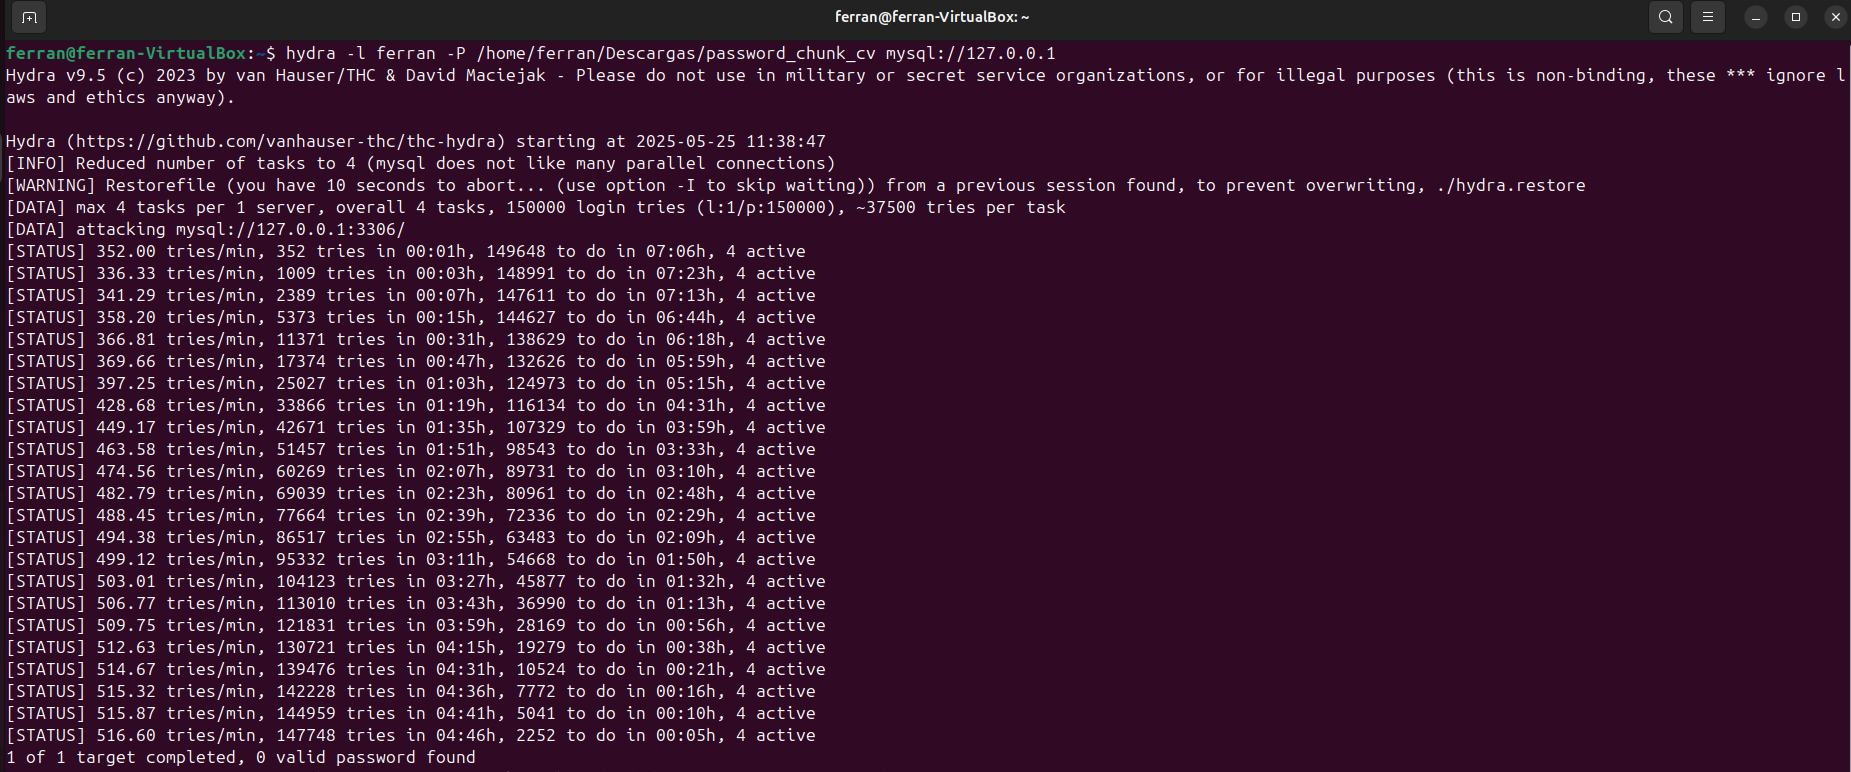 ferran@ferran-VirtualBox: ~
ferran@ferran-VirtualBox:~$ hydra -l ferran -P /home/ferran/Descargas/password_chunk_cv mysql://127.0.0.1
Hydra v9.5 (c) 2023 by van Hauser/THC & David Maciejak - Please do not use in military or secret service organizations, or for illegal purposes (this is non-binding, these *** ignore l
aws and ethics anyway).
Hydra (https://github.com/vanhauser-thc/thc-hydra) starting at 2025-05-25 11:38:47
[INFO] Reduced number of tasks to 4 (mysql does not like many parallel connections)
[WARNING] Restorefile (you have 10 seconds to abort... (use option -I to skip waiting)) from a previous session found, to prevent overwriting, ./hydra.restore
[DATA] max 4 tasks per 1 server, overall 4 tasks, 150000 login tries (l:1/p:150000), ~37500 tries per task
[DATA] attacking mysql://127.0.0.1:3306/
[STATUS] 352.00 tries/min, 352 tries in 00:01h, 149648 to do in 07:06h, 4 active
[STATUS] 336.33 tries/min, 1009 tries in 00:03h, 148991 to do in 07:23h, 4 active
[STATUS] 341.29 tries/min, 2389 tries in 00:07h, 147611 to do in 07:13h, 4 active
[STATUS] 358.20 tries/min, 5373 tries in 00:15h, 144627 to do in 06:44h, 4 active
[STATUS] 366.81 tries/min, 11371 tries in 00:31h, 138629 to do in 06:18h, 4 active
[STATUS] 369.66 tries/min, 17374 tries in 00:47h, 132626 to do in 05:59h, 4 active
[STATUS] 397.25 tries/min, 25027 tries in 01:03h, 124973 to do in 05:15h, 4 active
[STATUS] 428.68 tries/min, 33866 tries in 01:19h, 116134 to do in 04:31h, 4 active
[STATUS] 449.17 tries/min, 42671 tries in 01:35h, 107329 to do in 03:59h, 4 active
[STATUS] 463.58 tries/min, 51457 tries in 01:51h, 98543 to do in 03:33h, 4 active
[STATUS] 474.56 tries/min, 60269 tries in 02:07h, 89731 to do in 03:10h, 4 active
[STATUS] 482.79 tries/min, 69039 tries in 02:23h, 80961 to do in 02:48h, 4 active
[STATUS] 488.45 tries/min, 77664 tries in 02:39h, 72336 to do in 02:29h, 4 active
[STATUS] 494.38 tries/min, 86517 tries in 02:55h, 63483 to do in 02:09h, 4 active
[STATUS] 499.12 tries/min, 95332 tries in 03:11h, 54668 to do in 01:50h, 4 active
[STATUS] 503.01 tries/min, 104123 tries in 03:27h, 45877 to do in 01:32h, 4 active
[STATUS] 506.77 tries/min, 113010 tries in 03:43h, 36990 to do in 01:13h, 4 active
[STATUS] 509.75 tries/min, 121831 tries in 03:59h, 28169 to do in 00:56h, 4 active
[STATUS] 512.63 tries/min, 130721 tries in 04:15h, 19279 to do in 00:38h, 4 active
[STATUS] 514.67 tries/min, 139476 tries in 04:31h, 10524 to do in 00:21h, 4 active
[STATUS] 515.32 tries/min, 142228 tries in 04:36h, 7772 to do in 00:16h, 4 active
[STATUS] 515.87 tries/min, 144959 tries in 04:41h, 5041 to do in 00:10h, 4 active
[STATUS] 516.60 tries/min, 147748 tries in 04:46h, 2252 to do in 00:05h, 4 active
1 of 1 target completed, 0 valid password found